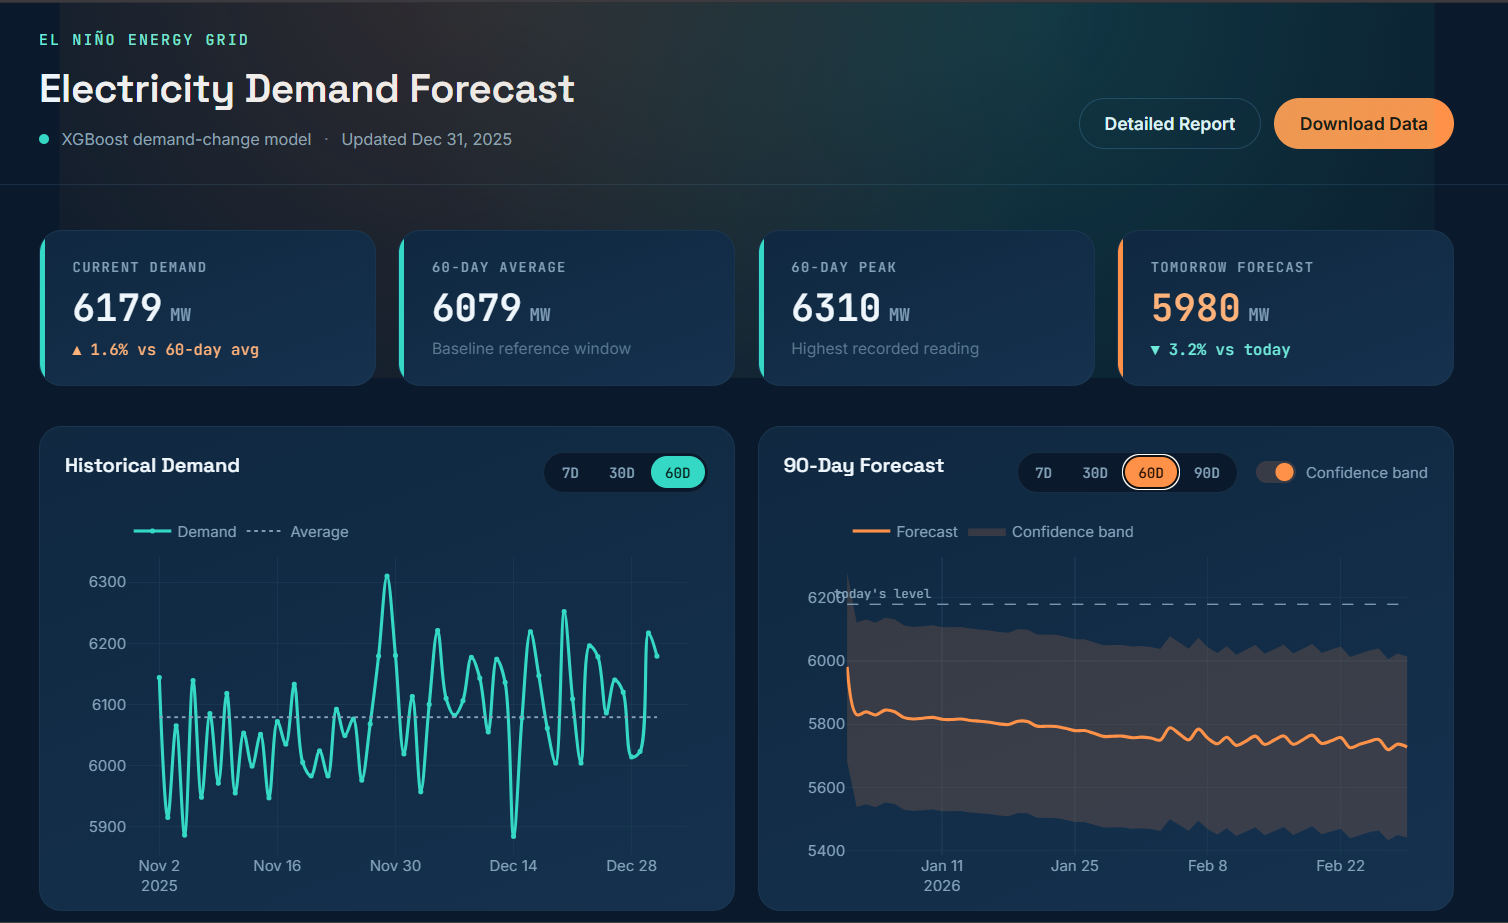 EL NIÑO ENERGY GRID
Electricity Demand Forecast
XGBoost demand-change model · Updated Dec 31, 2025
Detailed Report
Download Data
CURRENT DEMAND
6179 MW
▲ 1.6% vs 60-day avg
60-DAY AVERAGE
6079 MW
Baseline reference window
60-DAY PEAK
6310 MW
Highest recorded reading
TOMORROW FORECAST
5980 MW
▼ 3.2% vs today
Historical Demand
7D 30D 60D
Demand Average
6300
6200
6100
6000
5900
Nov 2 Nov 16 Nov 30 Dec 14 Dec 28
2025
90-Day Forecast
7D 30D 60D 90D
Confidence band
Forecast Confidence band
today's level
6200
6000
5800
5600
5400
Jan 11 Jan 25 Feb 8 Feb 22
2026